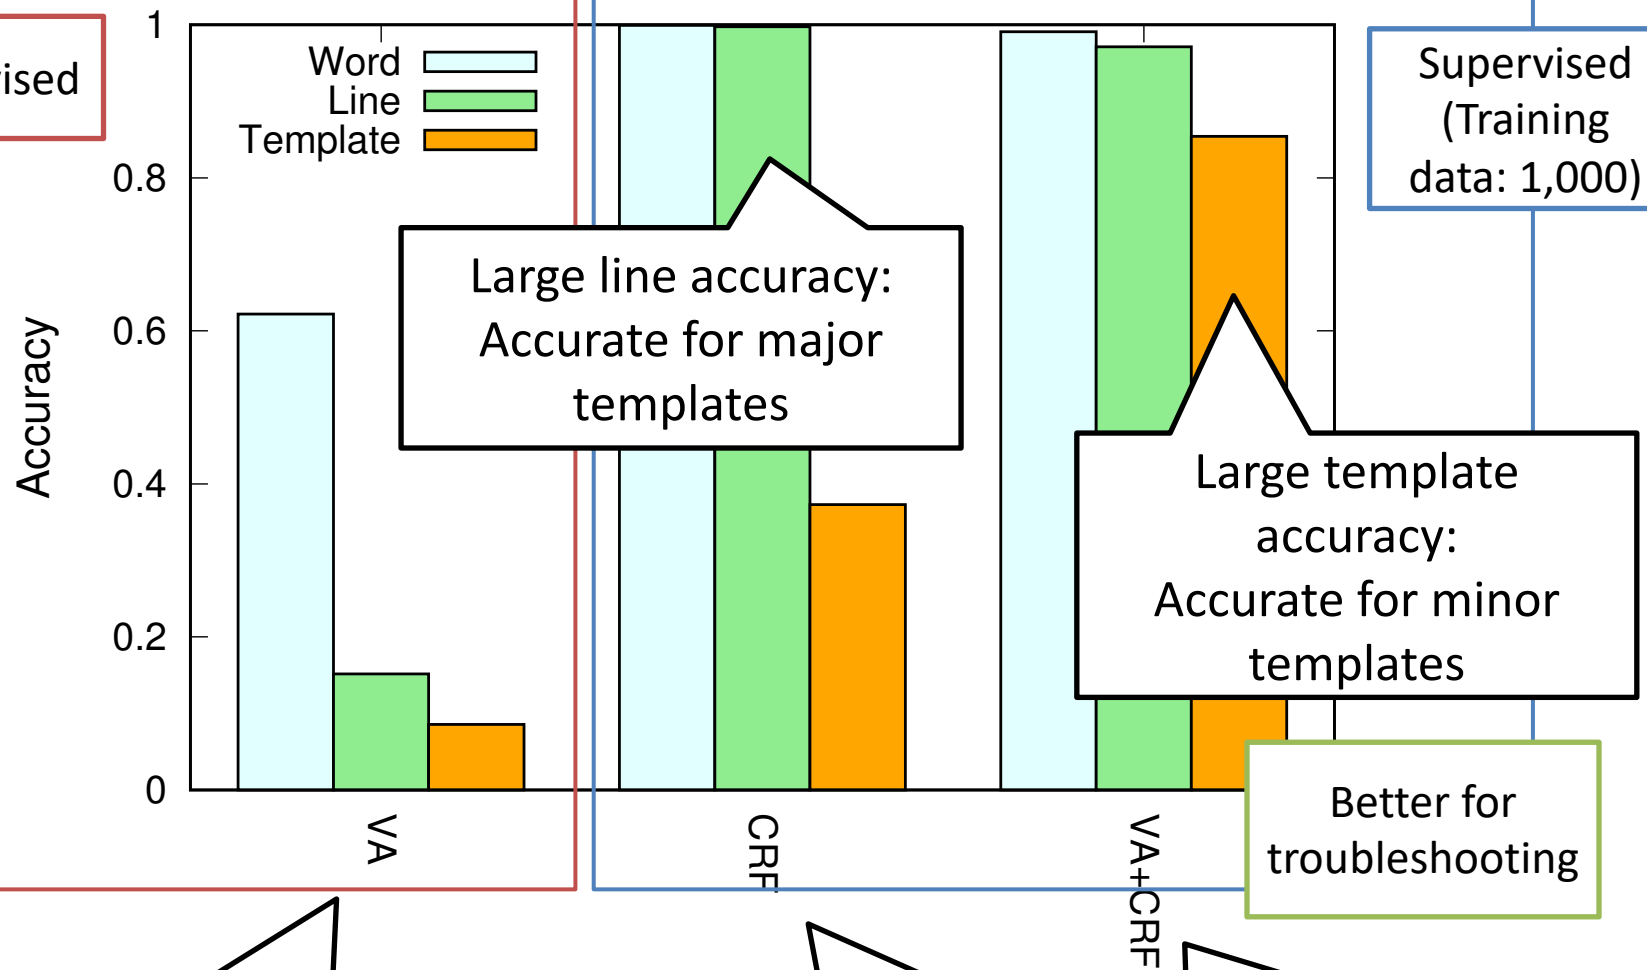 ised
1
0.8
0.6
0.4
0.2
0
Accuracy
Word
Line
Template
Large line accuracy:
Accurate for major
templates
Large template
accuracy:
Accurate for minor
templates
Supervised
(Training
data: 1,000)
Better for
troubleshooting
VA
CRF
VA+CRF